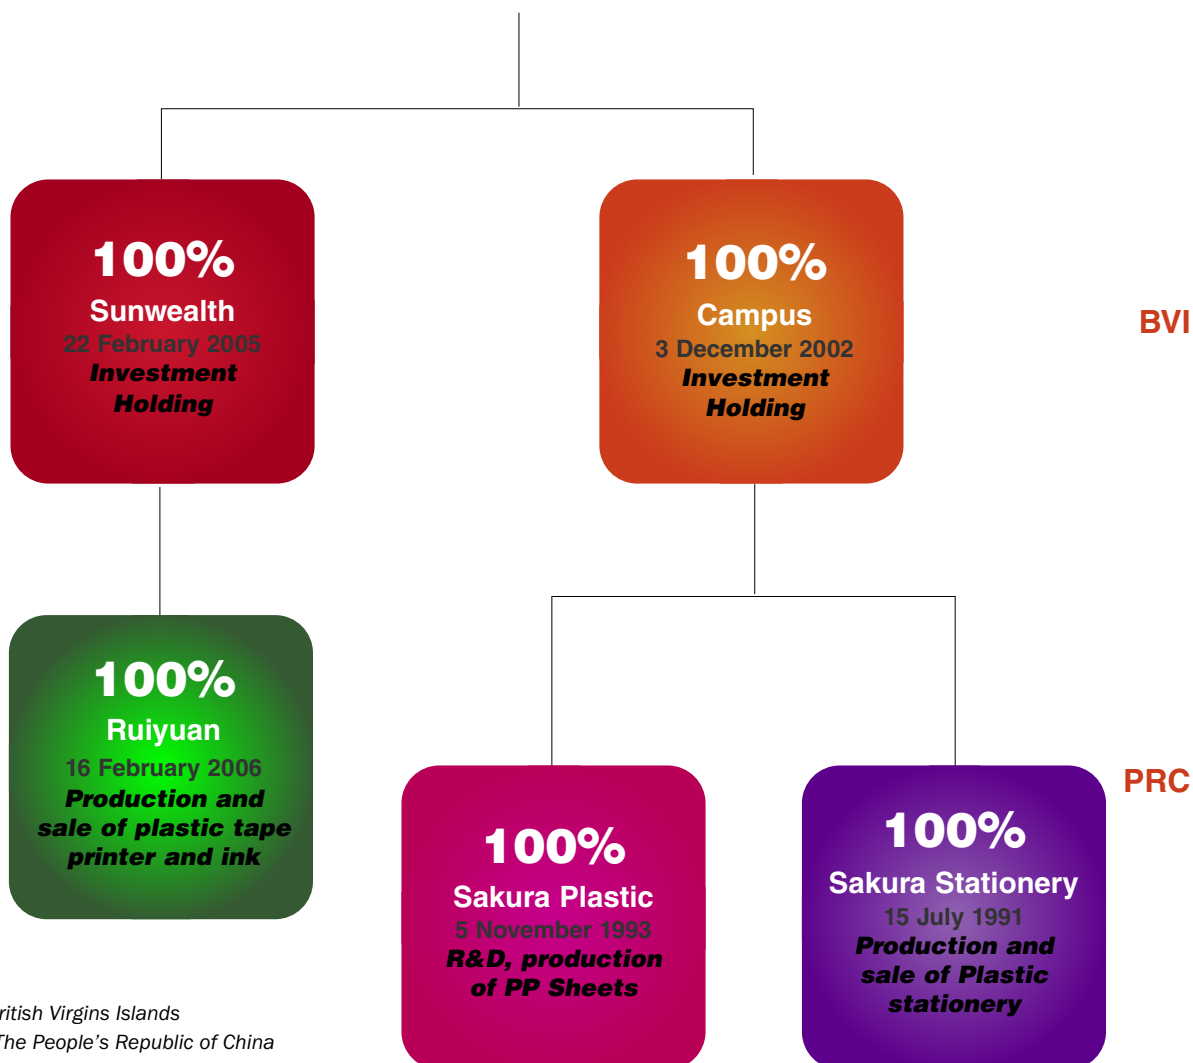 100%
Sunwealth
22 February 2005
Investment
Holding
100%
Campus
3 December 2002
Investment
Holding
BVI
100%
Ruiyuan
16 February 2006
Production and
sale of plastic tape
printer and ink
100%
Sakura Plastic
5 November 1993
R&D, production
of PP Sheets
100%
Sakura Stationery
15 July 1991
Production and
sale of Plastic
stationery
PRC
ritish Virgins Islands
The People's Republic of China